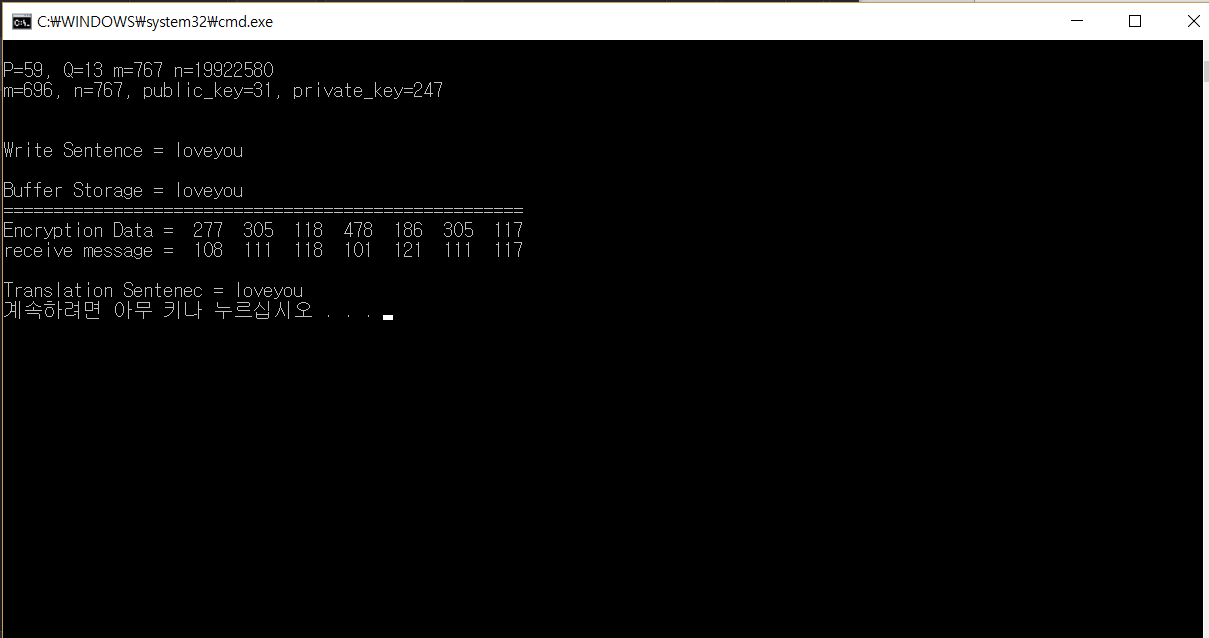 C:\WINDOWS\system32\cmd.exe
P=59, Q=13 m=767 n=19922580
m=696, n=767, public_key=31, private_key=247
Write Sentence = loveyou
Buffer Storage = loveyou
====================================================
Encryption Data =  277  305  118  478  186  305  117
receive message =  108  111  118  101  121  111  117
Translation Sentenec = loveyou
계속하려면 아무 키나 누르십시오 . . .